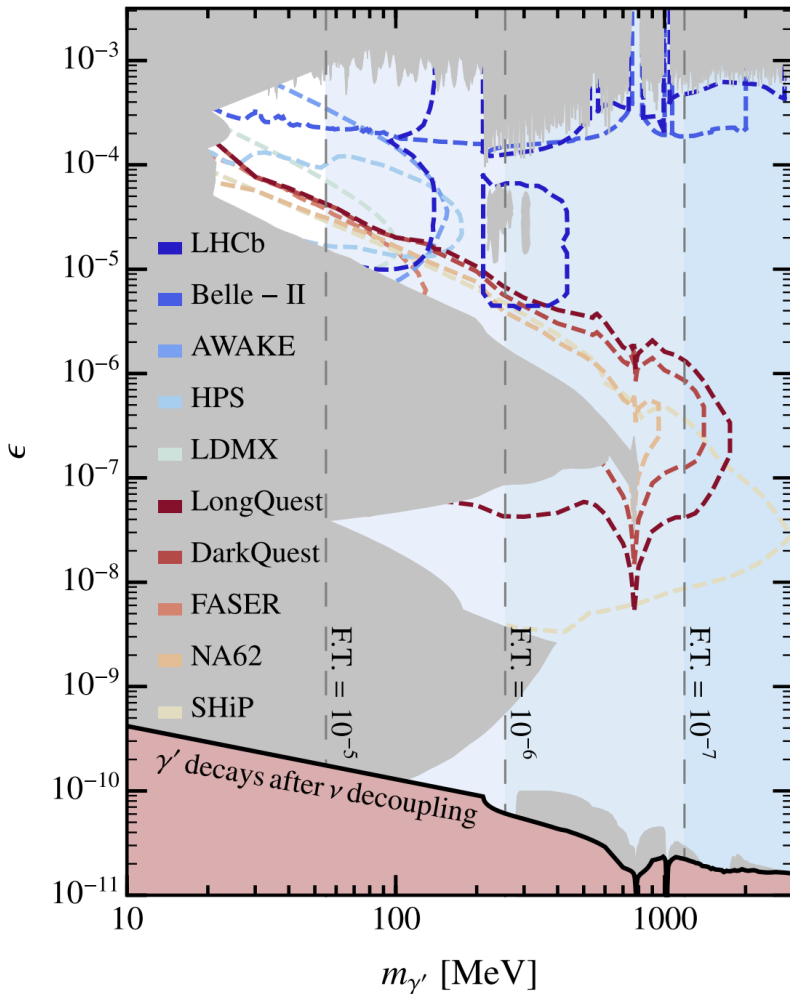 10⁻³
10⁻⁴
10⁻⁵
10⁻⁶
10⁻⁷
10⁻⁸
10⁻⁹
10⁻¹⁰
10⁻¹¹
ϵ
LHCb
Belle − II
AWAKE
HPS
LDMX
LongQuest
DarkQuest
FASER
NA62
SHiP
F.T. = 10⁻⁵
F.T. = 10⁻⁶
F.T. = 10⁻⁷
γ′ decays after ν decoupling
10
100
1000
m_γ′ [MeV]